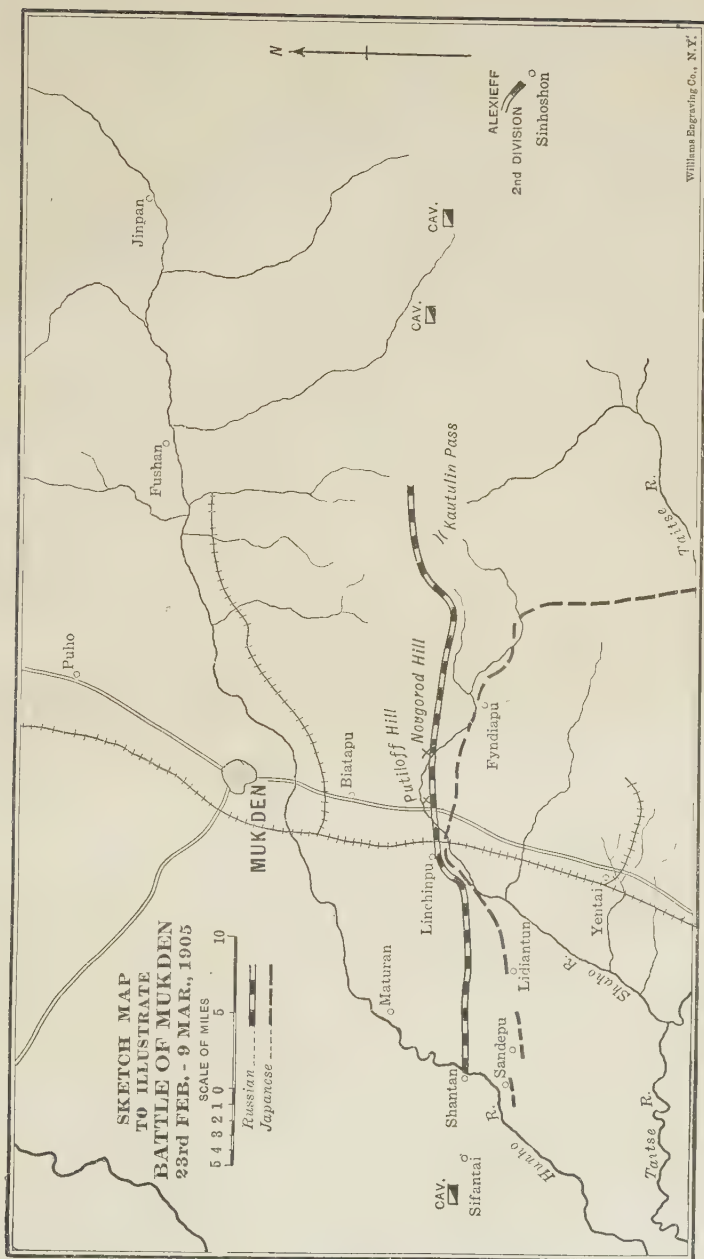 SKETCH MAP
TO ILLUSTRATE
BATTLE OF MUKDEN
23rd FEB. - 9 MAR., 1905
SCALE OF MILES
5 4 3 2 1 0 5 10
Russian
Japanese
N
Jinpan
Fushan
Puho
MUKDEN
Biatapu
Maturan
CAV.
CAV.
ALEXIEFF
2nd DIVISION
Sinhoshon
Putiloff Hill
Novgorod Hill
Kautulin Pass
Linchinpu
Shantan
CAV.
Sifantai
Sandepu
Lidiantun
Fyndiapu
Hunho R.
Shaho R.
Yentai
Taitse R.
Taitse R.
Williams Engraving Co., N.Y.